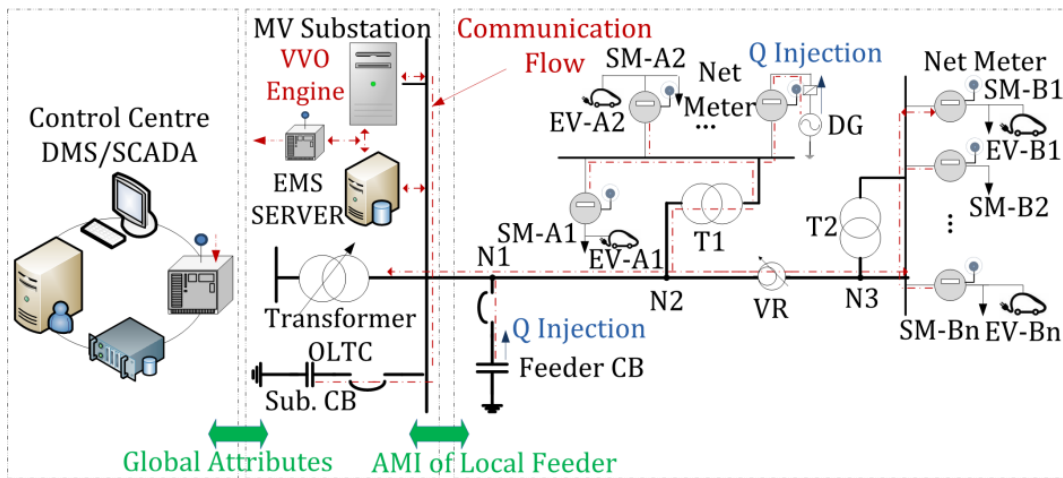 Control Centre
DMS/SCADA
MV Substation
VVO
Engine
EMS
SERVER
Transformer
OLTC
Sub. CB
Global Attributes
Communication
Flow
SM-A2
EV-A2
Net
Meter
...
Q Injection
DG
SM-A1
EV-A1
T1
N1
N2
VR
N3
T2
Q Injection
Feeder CB
Net Meter
SM-B1
EV-B1
SM-B2
...
SM-Bn
EV-Bn
AMI of Local Feeder